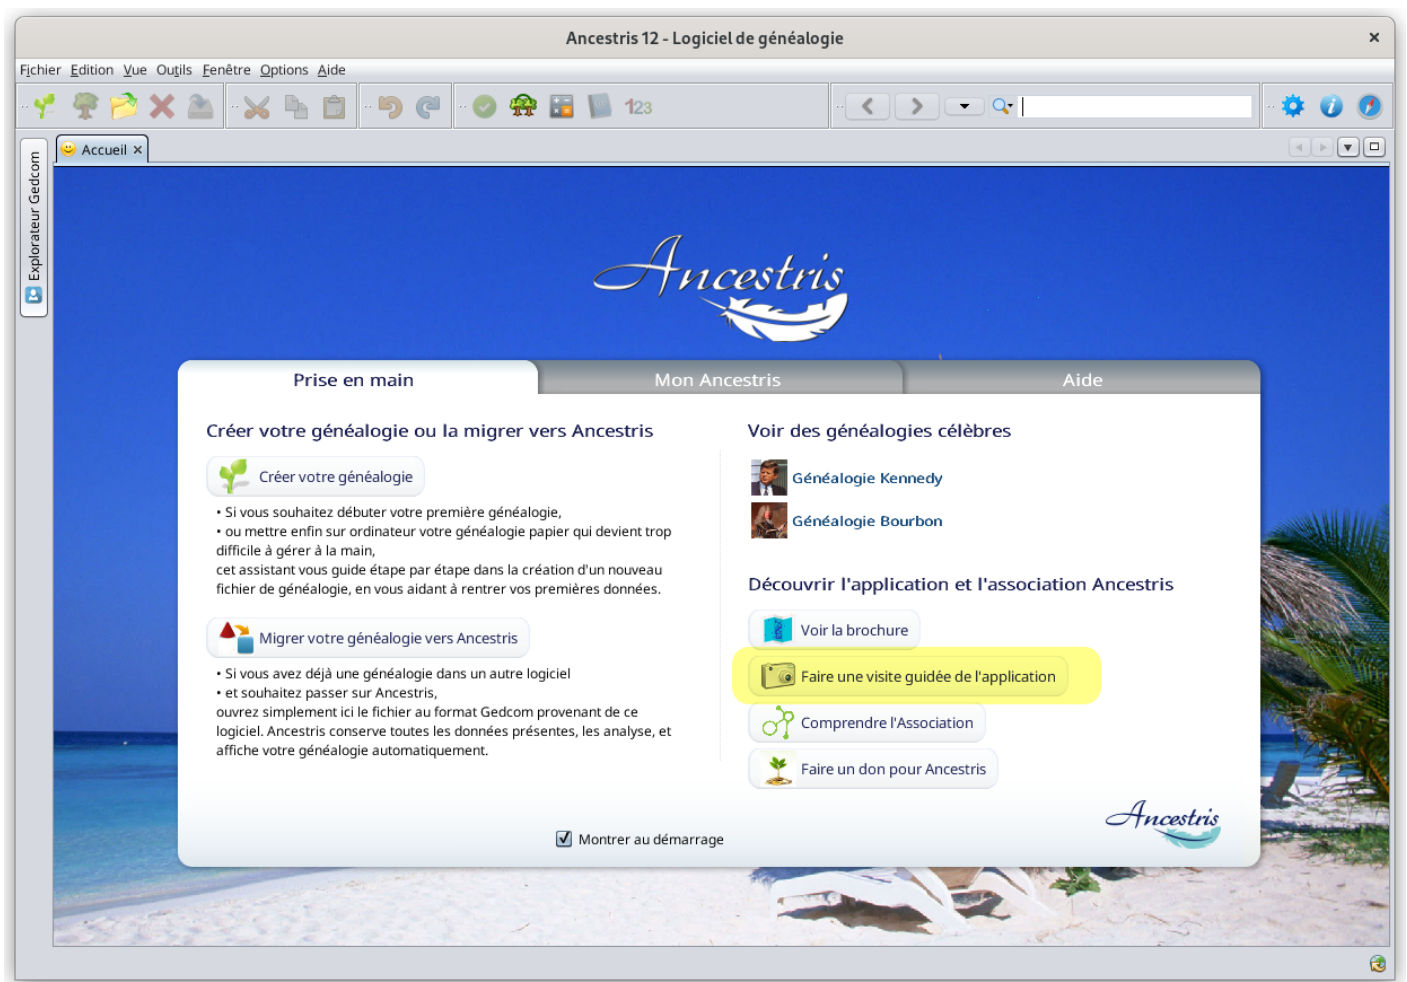 Ancestris 12 - Logiciel de généalogie
Fichier Edition Vue Outils Fenêtre Options Aide
123
Explorateur Gedcom
Accueil
Ancestris
Prise en main
Mon Ancestris
Aide
Créer votre généalogie ou la migrer vers Ancestris
Créer votre généalogie
• Si vous souhaitez débuter votre première généalogie,
• ou mettre enfin sur ordinateur votre généalogie papier qui devient trop
difficile à gérer à la main,
cet assistant vous guide étape par étape dans la création d'un nouveau
fichier de généalogie, en vous aidant à rentrer vos premières données.
Migrer votre généalogie vers Ancestris
• Si vous avez déjà une généalogie dans un autre logiciel
• et souhaitez passer sur Ancestris,
ouvrez simplement ici le fichier au format Gedcom provenant de ce
logiciel. Ancestris conserve toutes les données présentes, les analyse, et
affiche votre généalogie automatiquement.
Voir des généalogies célèbres
Généalogie Kennedy
Généalogie Bourbon
Découvrir l'application et l'association Ancestris
Voir la brochure
Faire une visite guidée de l'application
Comprendre l'Association
Faire un don pour Ancestris
Ancestris
Montrer au démarrage